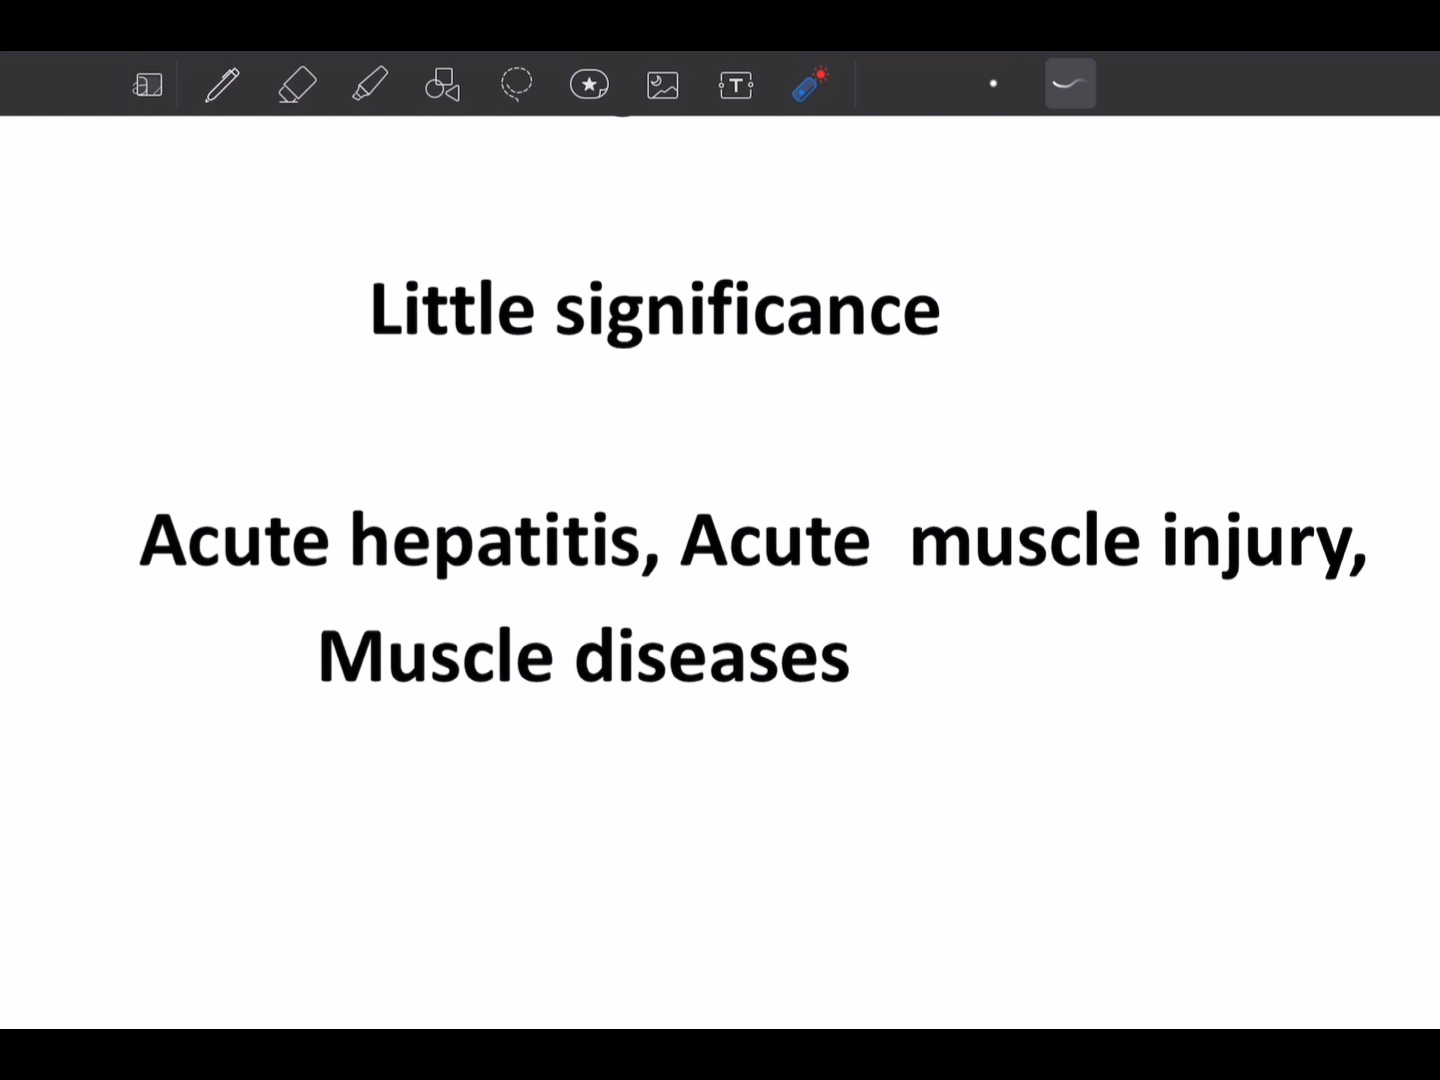 Little significance
Acute hepatitis, Acute  muscle injury,
Muscle diseases